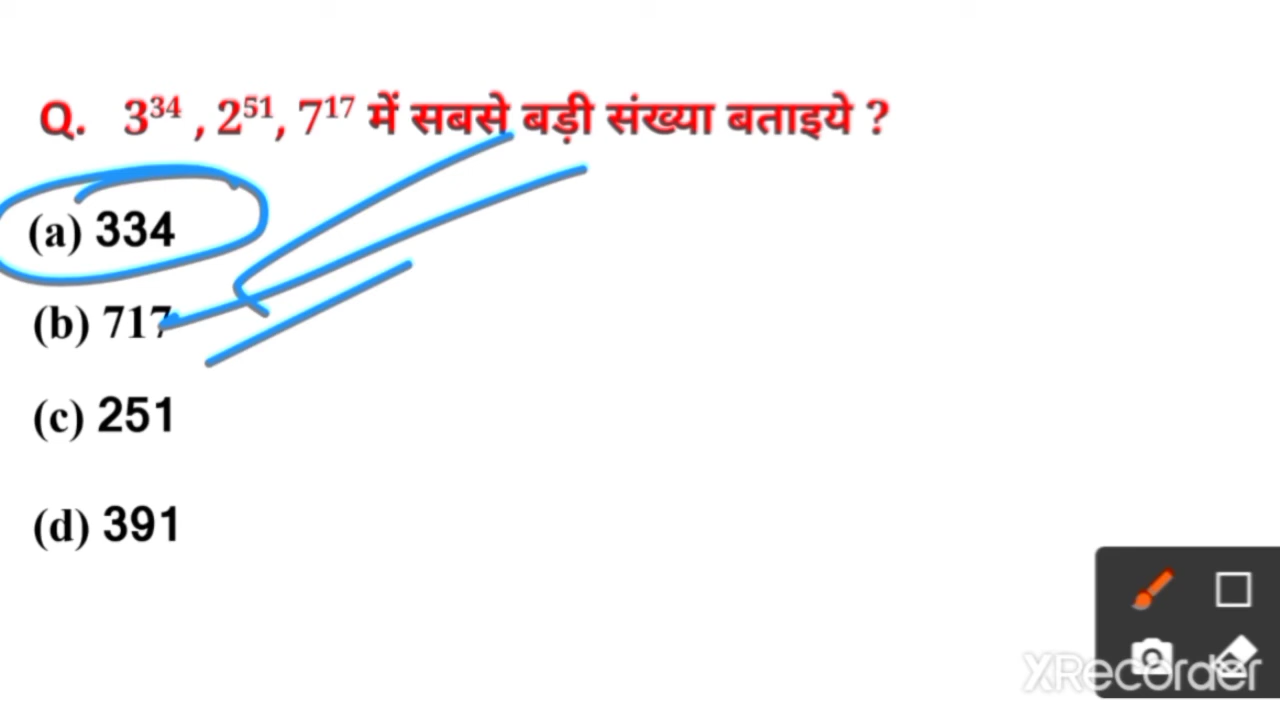 Q. 3³⁴ , 2⁵¹, 7¹⁷ में सबसे बड़ी संख्या बताइये ?
(a) 334
(b) 717
(c) 251
(d) 391
XRecorder